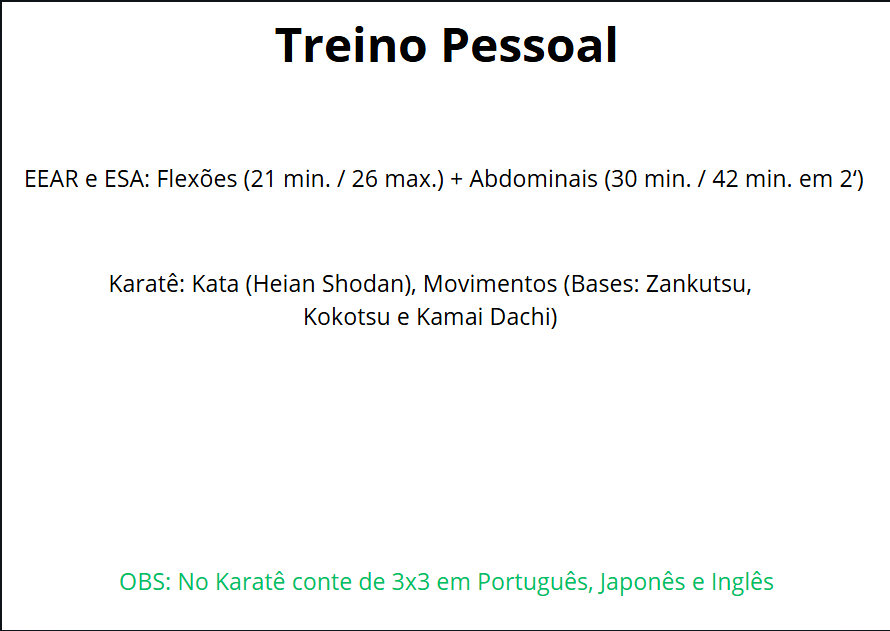 Treino Pessoal
EEAR e ESA: Flexões (21 min. / 26 max.) + Abdominais (30 min. / 42 min. em 2‘)
Karatê: Kata (Heian Shodan), Movimentos (Bases: Zankutsu,
Kokotsu e Kamai Dachi)
OBS: No Karatê conte de 3x3 em Português, Japonês e Inglês